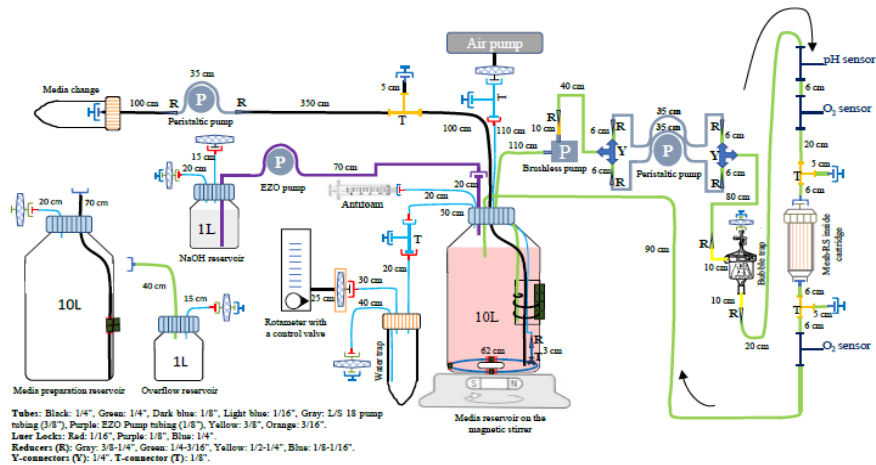 Air pump
Media change
35 cm
P
R
R
100 cm
Peristaltic pump
350 cm
5 cm
T
100 cm
T
110 cm
15 cm
20 cm
P
EZO pump
70 cm
1L
NaOH reservoir
20 cm
70 cm
10L
Media preparation reservoir
40 cm
15 cm
1L
Overflow reservoir
Antifoam
20 cm
20 cm
50 cm
T
20 cm
30 cm
25 cm
40 cm
Rotameter with
a control valve
Water trap
10L
R
T
3 cm
62 cm
S
N
Media reservoir on the
magnetic stirrer
110 cm
40 cm
R
10 cm
P
Brushless pump
6 cm
R
Y
6 cm
R
35 cm
35 cm
P
Peristaltic pump
R
6 cm
Y
6 cm
R
80 cm
R
10 cm
Bubble trap
10 cm
R
20 cm
90 cm
pH sensor
6 cm
O₂ sensor
20 cm
T
5 cm
6 cm
Mesh-RS inside
cartridge
6 cm
T
5 cm
6 cm
O₂ sensor
Tubes: Black: 1/4", Green: 1/4", Dark blue: 1/8", Light blue: 1/16", Gray: L/S 18 pump
tubing (3/8"), Purple: EZO Pump tubing (1/8"), Yellow: 3/8", Orange: 3/16".
Luer Locks: Red: 1/16", Purple: 1/8", Blue: 1/4".
Reducers (R): Gray: 3/8-1/4", Green: 1/4-3/16", Yellow: 1/2-1/4", Blue: 1/8-1/16".
Y-connectors (Y): 1/4". T-connector (T): 1/8".